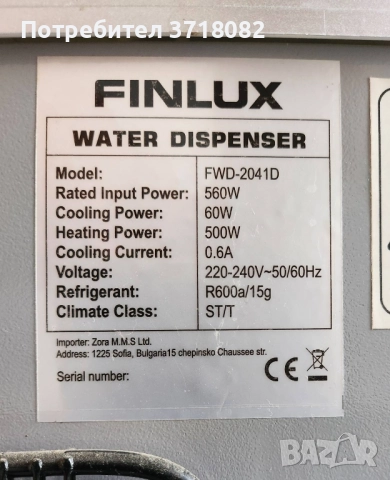 Потребител 3718082
FINLUX
WATER DISPENSER
Model: FWD-2041D
Rated Input Power: 560W
Cooling Power: 60W
Heating Power: 500W
Cooling Current: 0.6A
Voltage: 220-240V~50/60Hz
Refrigerant: R600a/15g
Climate Class: ST/T
Importer: Zora M.M.S Ltd.
Address: 1225 Sofia, Bulgaria15 chepinsko Chaussee str.
Serial number:
CE
BAZAR